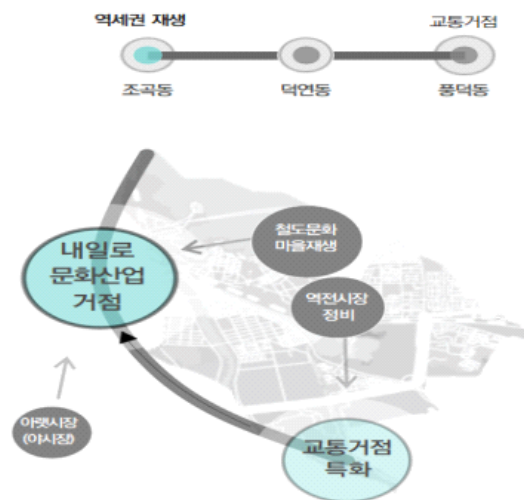 역세권 재생
교통거점
조곡동
덕연동
풍덕동
철도문화
마을재생
내일로
문화산업
거점
역전시장
정비
아랫시장
(야시장)
교통거점
특화